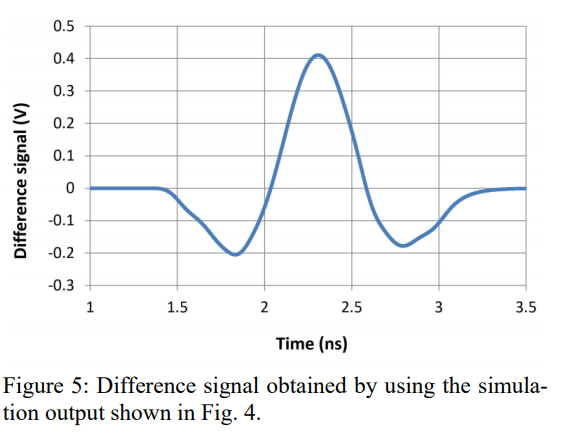 0.5
0.4
0.3
0.2
0.1
0
-0.1
-0.2
-0.3
Difference signal (V)
1 1.5 2 2.5 3 3.5
Time (ns)
Figure 5: Difference signal obtained by using the simula-
tion output shown in Fig. 4.